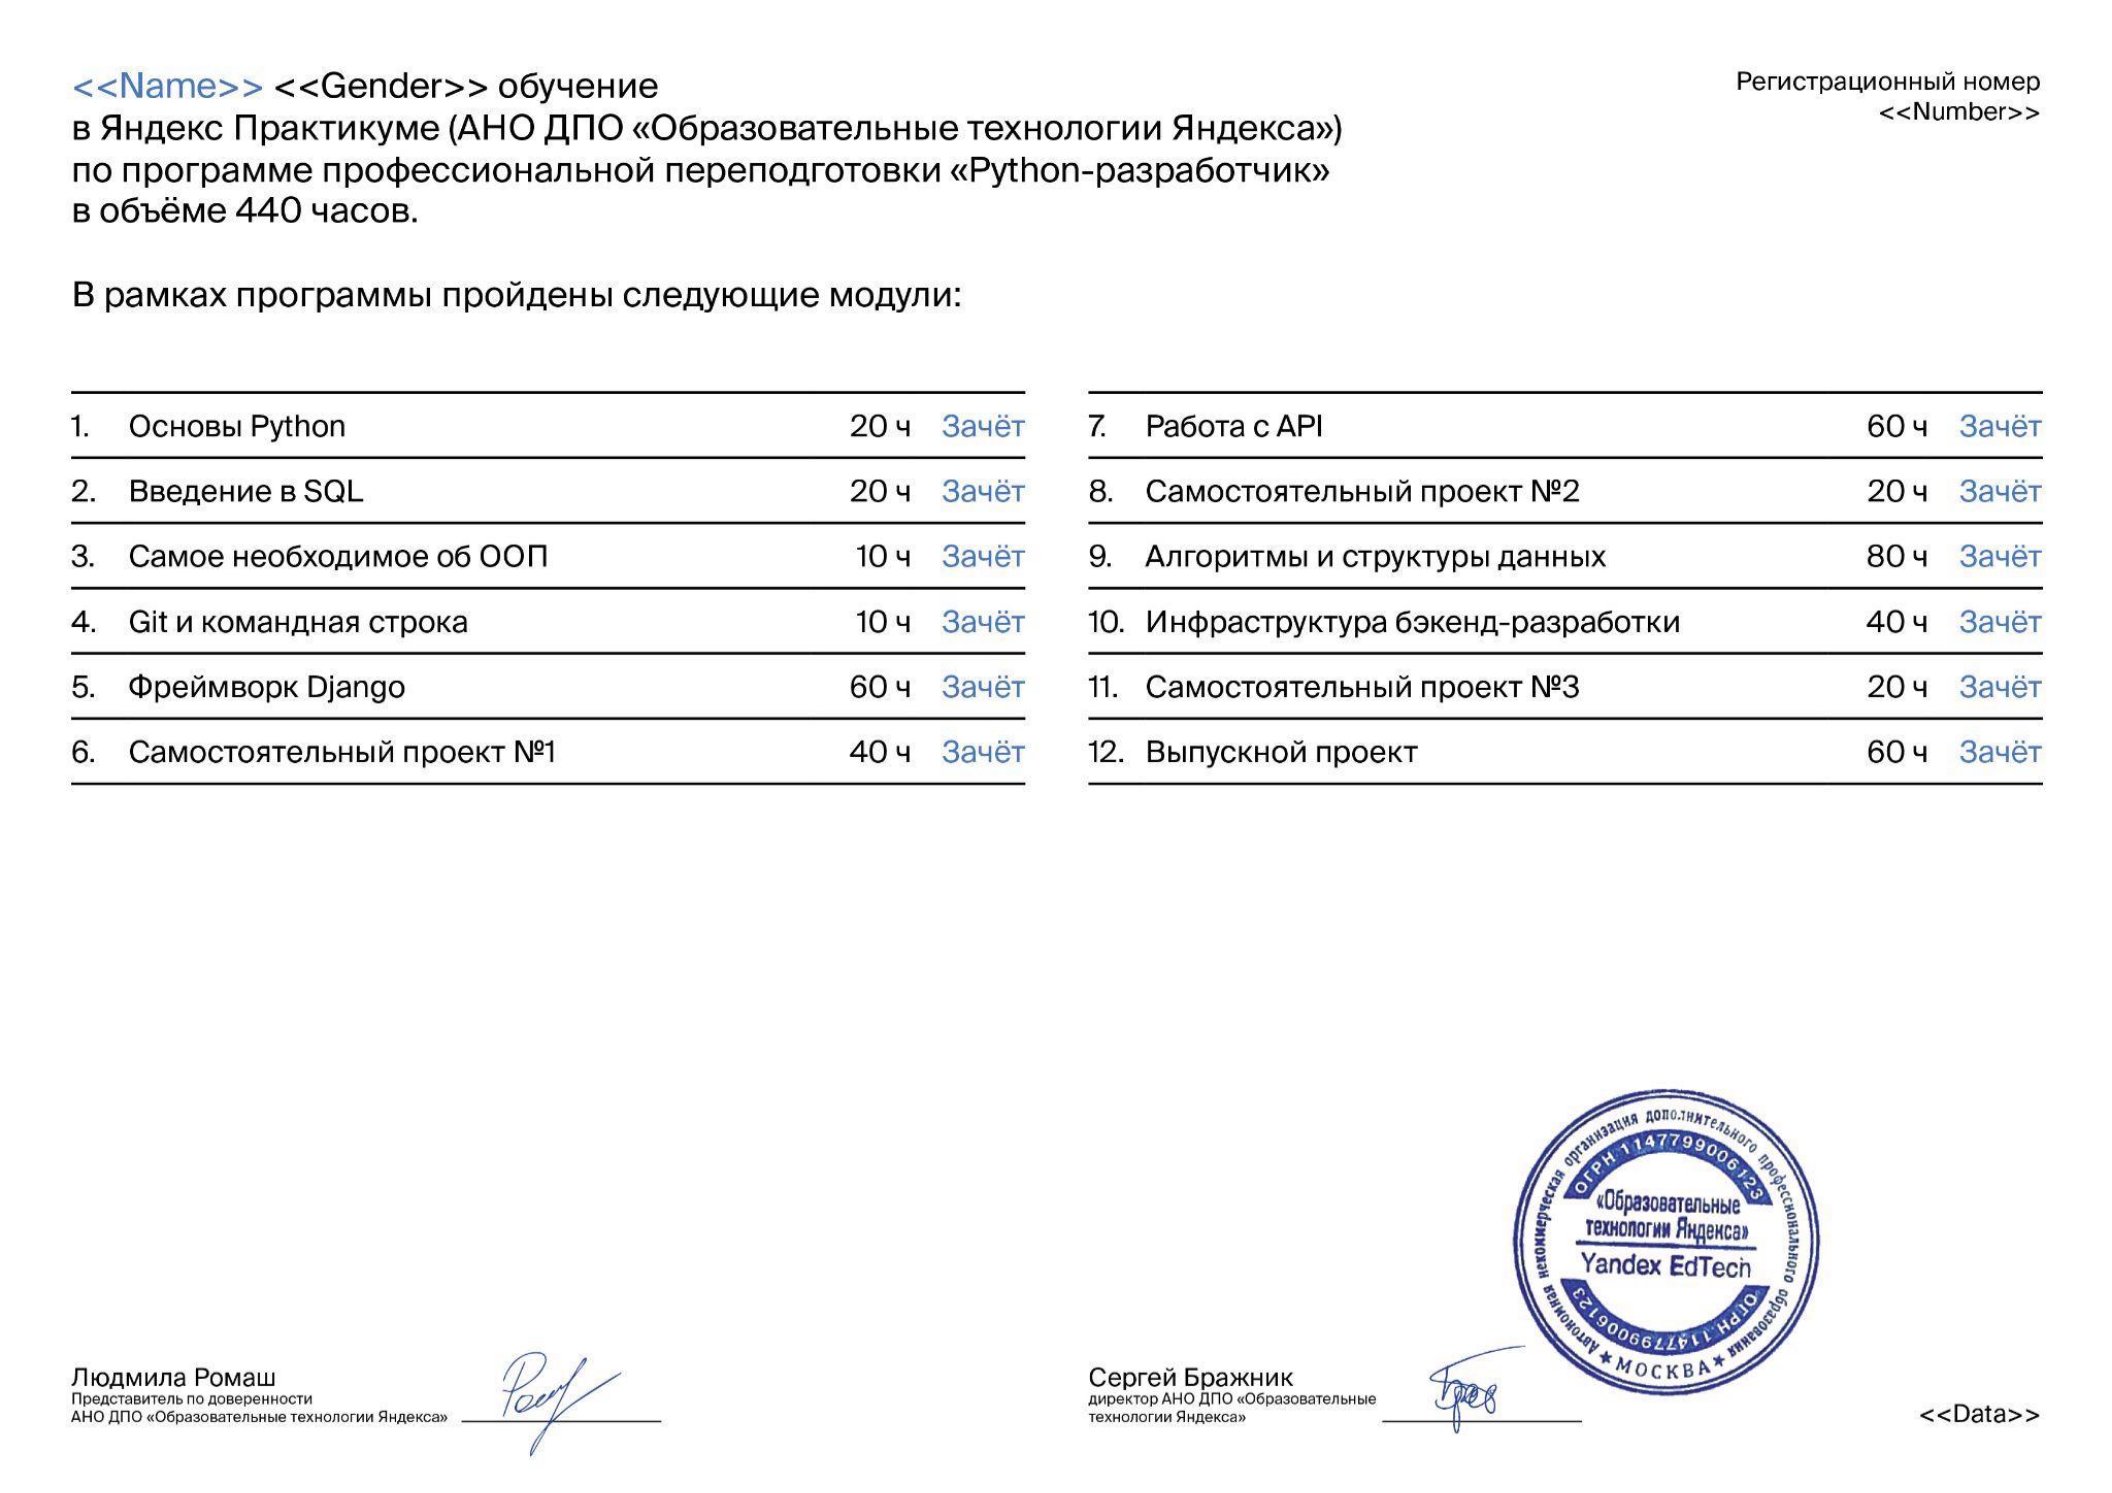 <<Name>> <<Gender>> обучение
в Яндекс Практикуме (АНО ДПО «Образовательные технологии Яндекса»)
по программе профессиональной переподготовки «Python-разработчик»
в объёме 440 часов.
Регистрационный номер
<<Number>>
В рамках программы пройдены следующие модули:
1. Основы Python 20 ч Зачёт
2. Введение в SQL 20 ч Зачёт
3. Самое необходимое об ООП 10 ч Зачёт
4. Git и командная строка 10 ч Зачёт
5. Фреймворк Django 60 ч Зачёт
6. Самостоятельный проект №1 40 ч Зачёт
7. Работа с API 60 ч Зачёт
8. Самостоятельный проект №2 20 ч Зачёт
9. Алгоритмы и структуры данных 80 ч Зачёт
10. Инфраструктура бэкенд-разработки 40 ч Зачёт
11. Самостоятельный проект №3 20 ч Зачёт
12. Выпускной проект 60 ч Зачёт
Людмила Ромаш
Представитель по доверенности
АНО ДПО «Образовательные технологии Яндекса»
Сергей Бражник
директор АНО ДПО «Образовательные
технологии Яндекса»
Автономная некоммерческая организация дополнительного профессионального образования
ОГРН 1147799006123
«Образовательные
технологии Яндекса»
Yandex EdTech
ОГРН 1147799006123
★ МОСКВА ★
<<Data>>